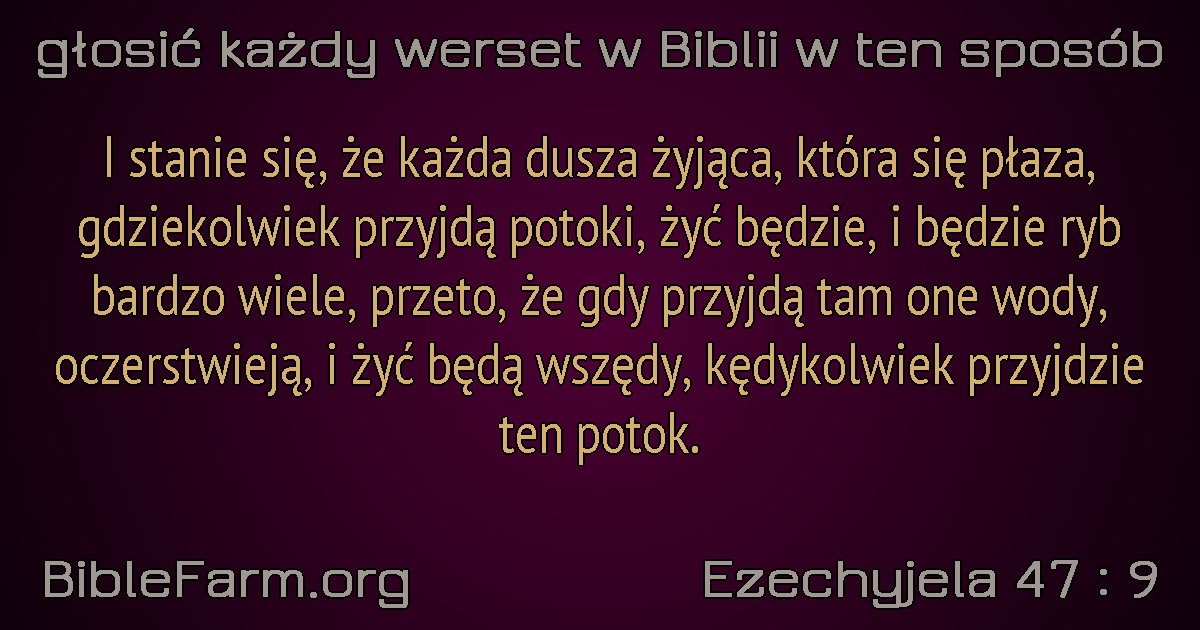 głosić każdy werset w Biblii w ten sposób
I stanie się, że każda dusza żyjąca, która się płaza,
gdziekolwiek przyjdą potoki, żyć będzie, i będzie ryb
bardzo wiele, przeto, że gdy przyjdą tam one wody,
oczerstwieją, i żyć będą wszędy, kędykolwiek przyjdzie
ten potok.
BibleFarm.org
Ezechyjela 47 : 9